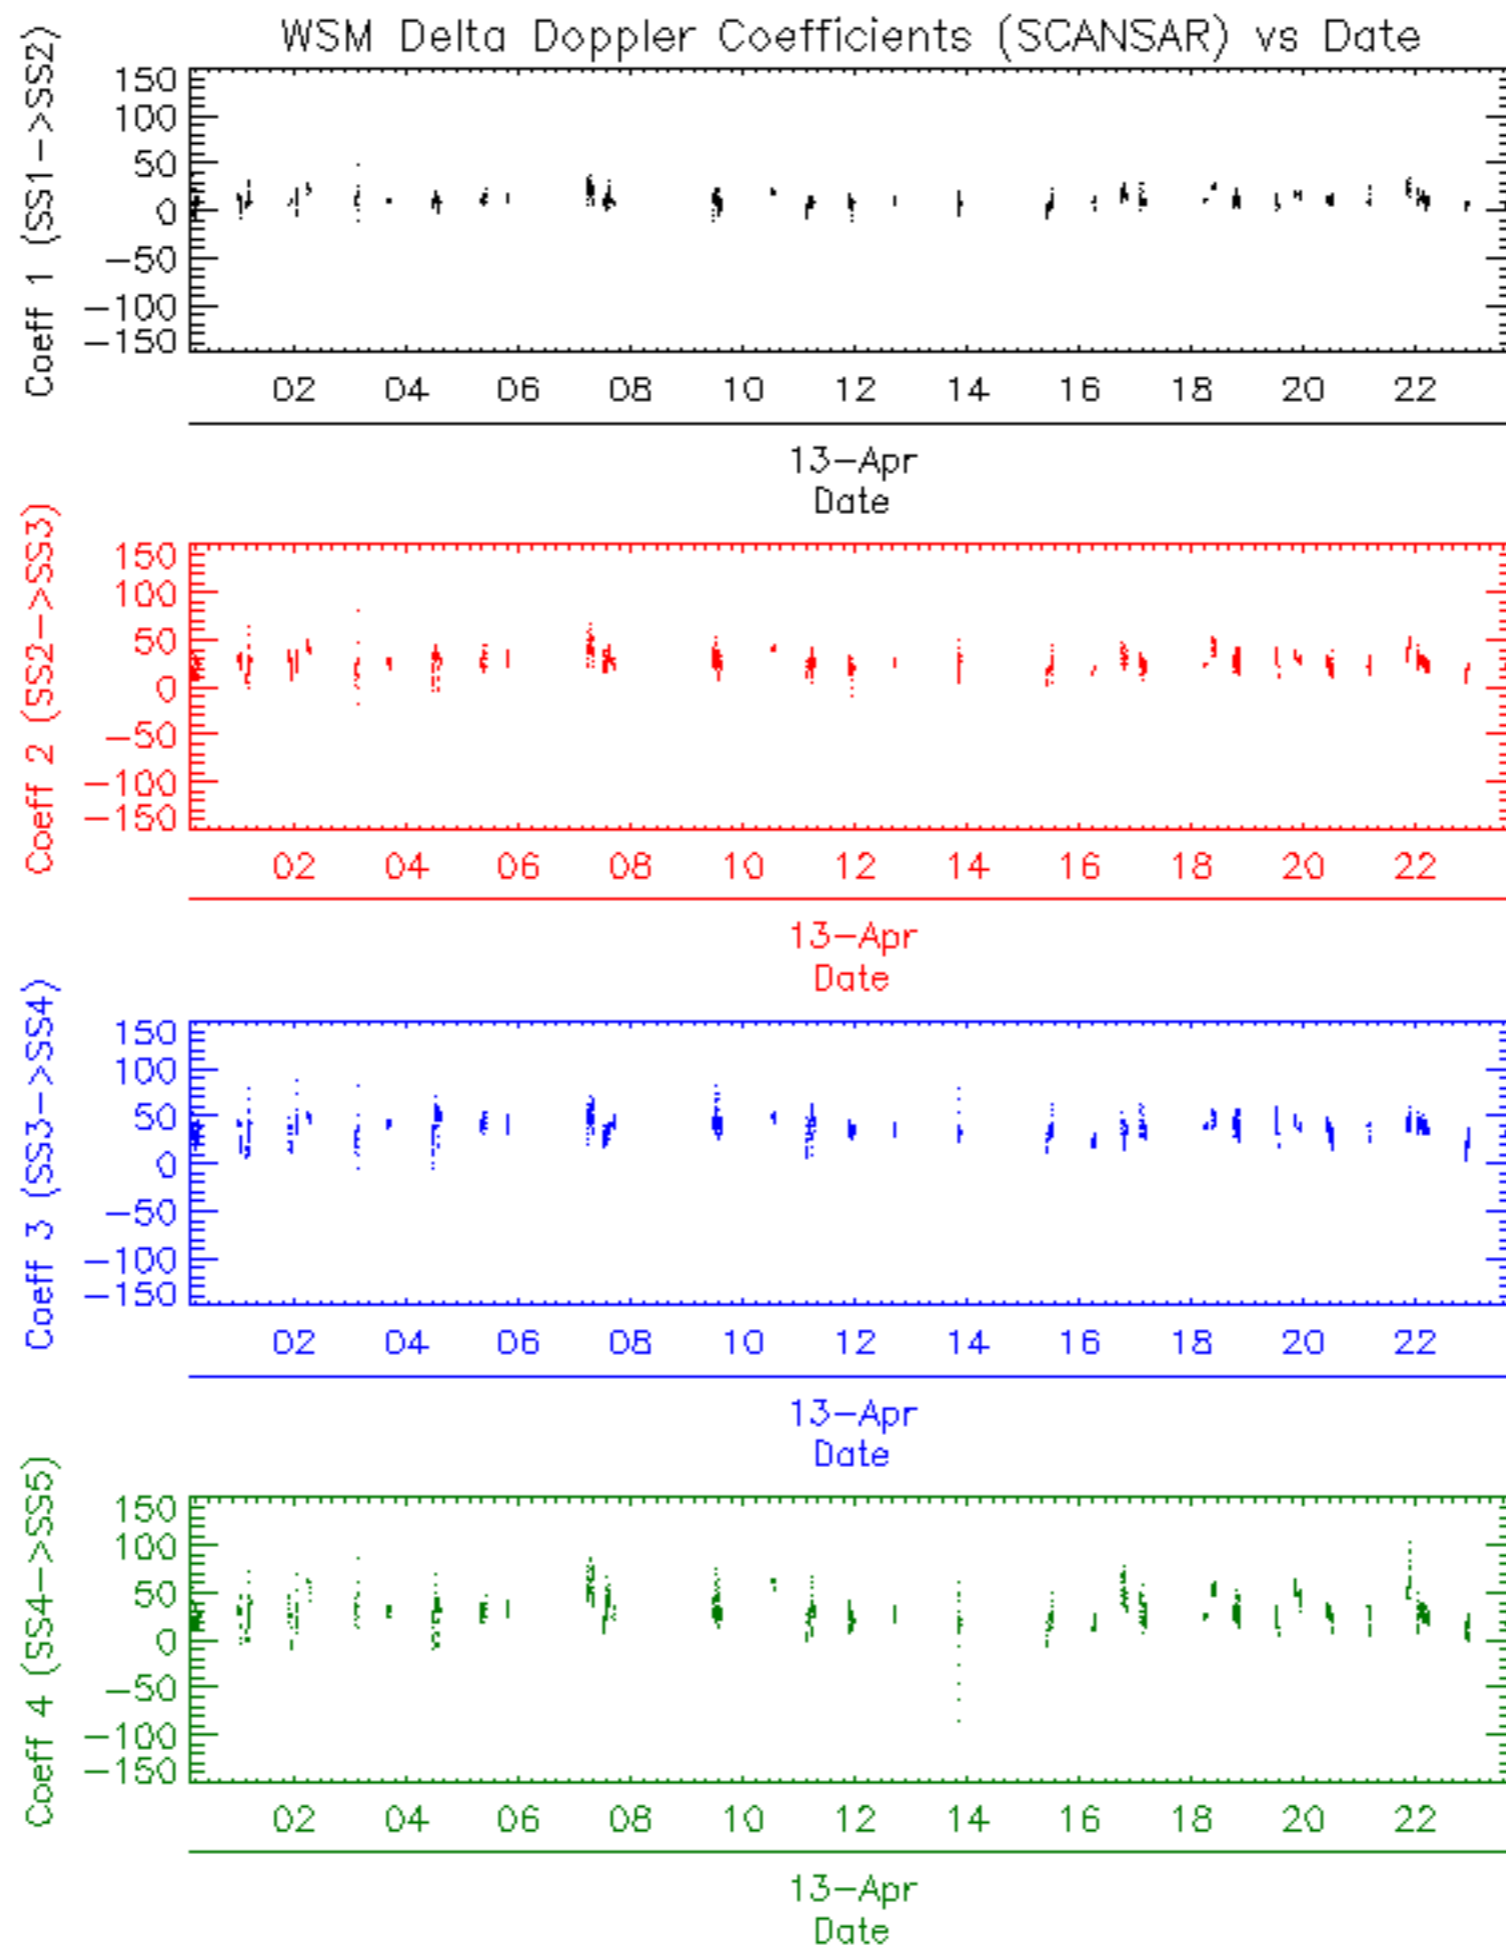 WSM Delta Doppler Coefficients (SCANSAR) vs Date
Coeff 1 (SS1->SS2)
150
100
50
0
-50
-100
-150
02 04 06 08 10 12 14 16 18 20 22
13-Apr
Date
Coeff 2 (SS2->SS3)
150
100
50
0
-50
-100
-150
02 04 06 08 10 12 14 16 18 20 22
13-Apr
Date
Coeff 3 (SS3->SS4)
150
100
50
0
-50
-100
-150
02 04 06 08 10 12 14 16 18 20 22
13-Apr
Date
Coeff 4 (SS4->SS5)
150
100
50
0
-50
-100
-150
02 04 06 08 10 12 14 16 18 20 22
13-Apr
Date